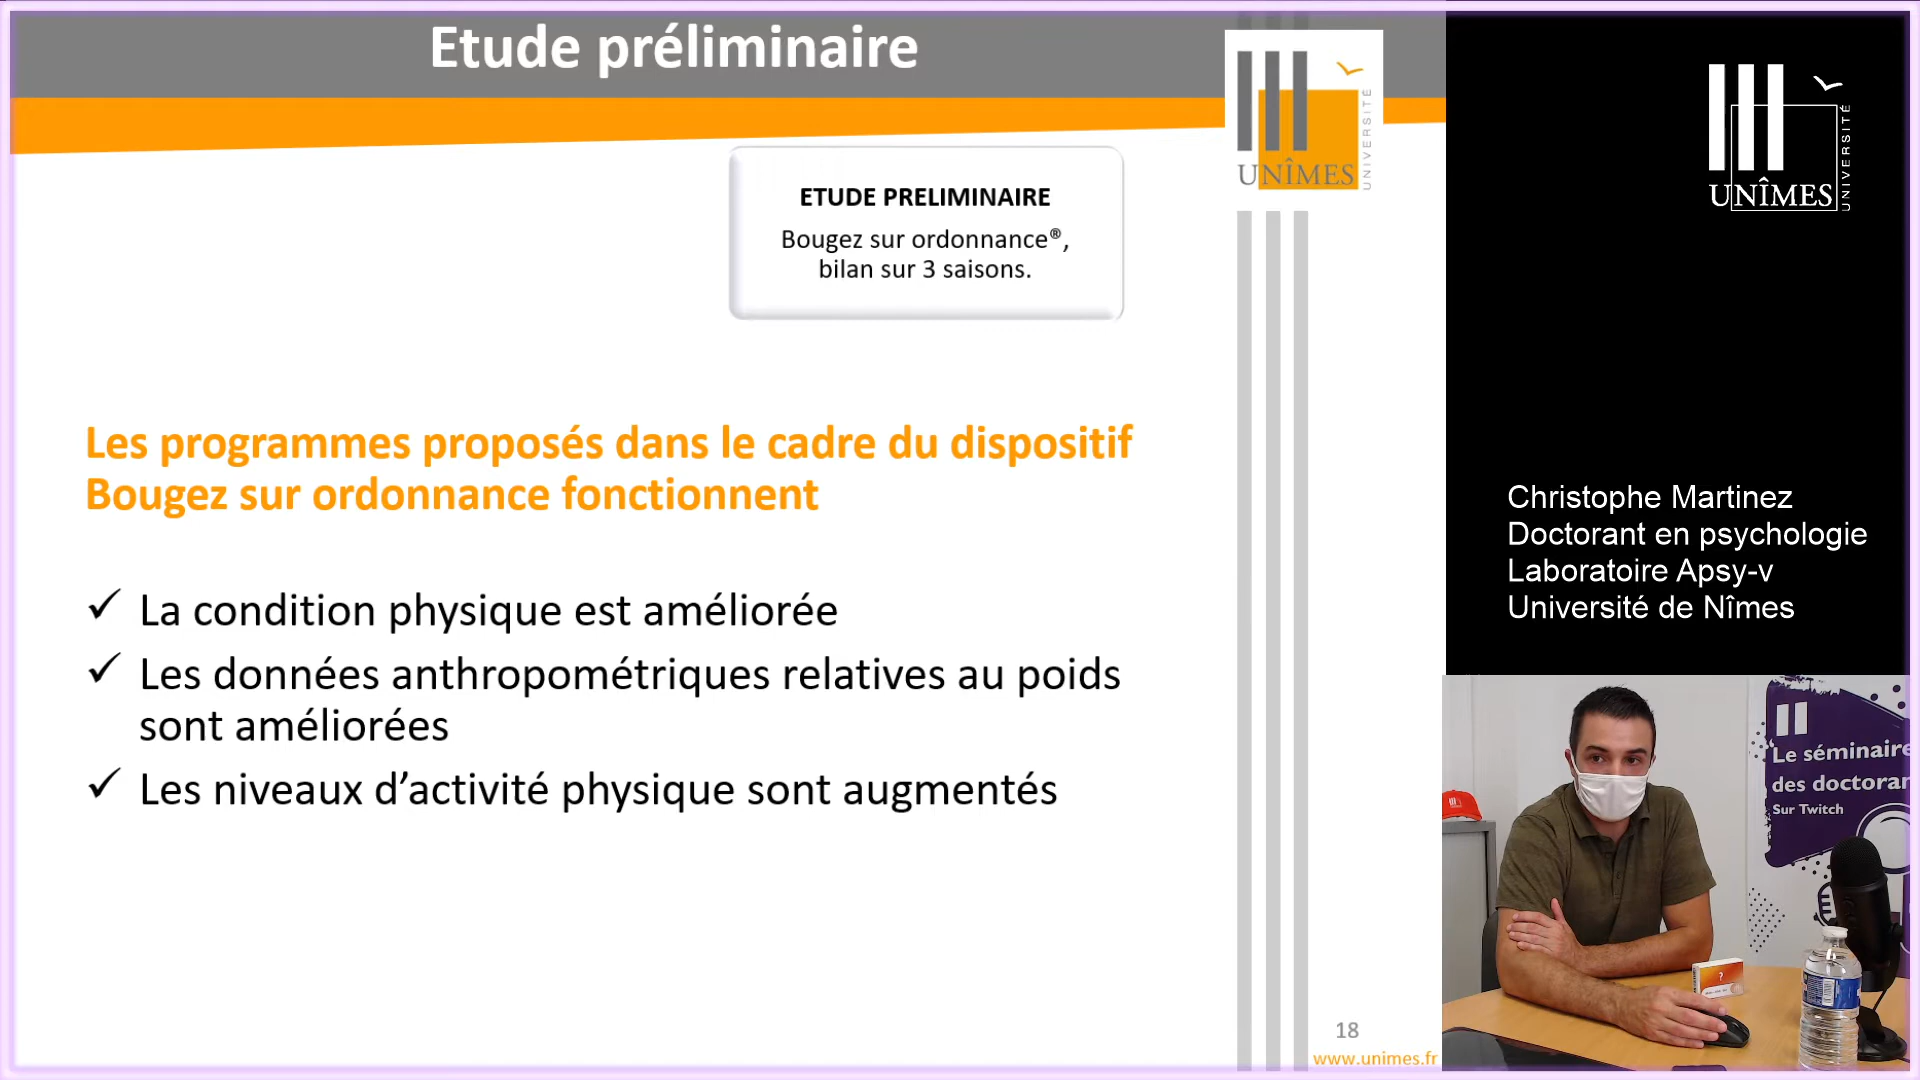 Etude préliminaire
UNÎMES
UNIVERSITÉ
ETUDE PRELIMINAIRE
Bougez sur ordonnance®,
bilan sur 3 saisons.
Les programmes proposés dans le cadre du dispositif
Bougez sur ordonnance fonctionnent
✓ La condition physique est améliorée
✓ Les données anthropométriques relatives au poids
sont améliorées
✓ Les niveaux d’activité physique sont augmentés
18
www.unimes.fr
UNÎMES
UNIVERSITÉ
Christophe Martinez
Doctorant en psychologie
Laboratoire Apsy-v
Université de Nîmes
Le séminaire
des doctoran
Sur Twitch
?